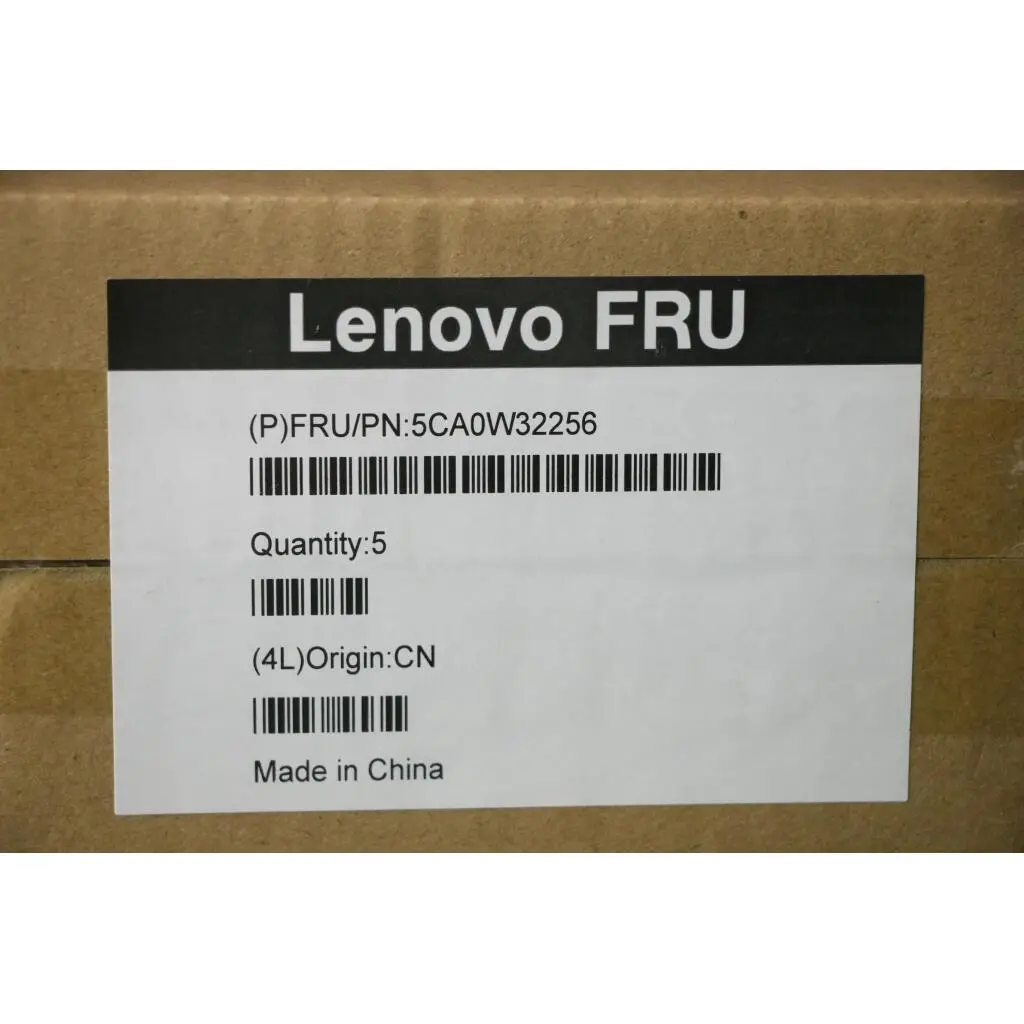 Lenovo FRU
(P)FRU/PN:5CA0W32256
Quantity:5
(4L)Origin:CN
Made in China